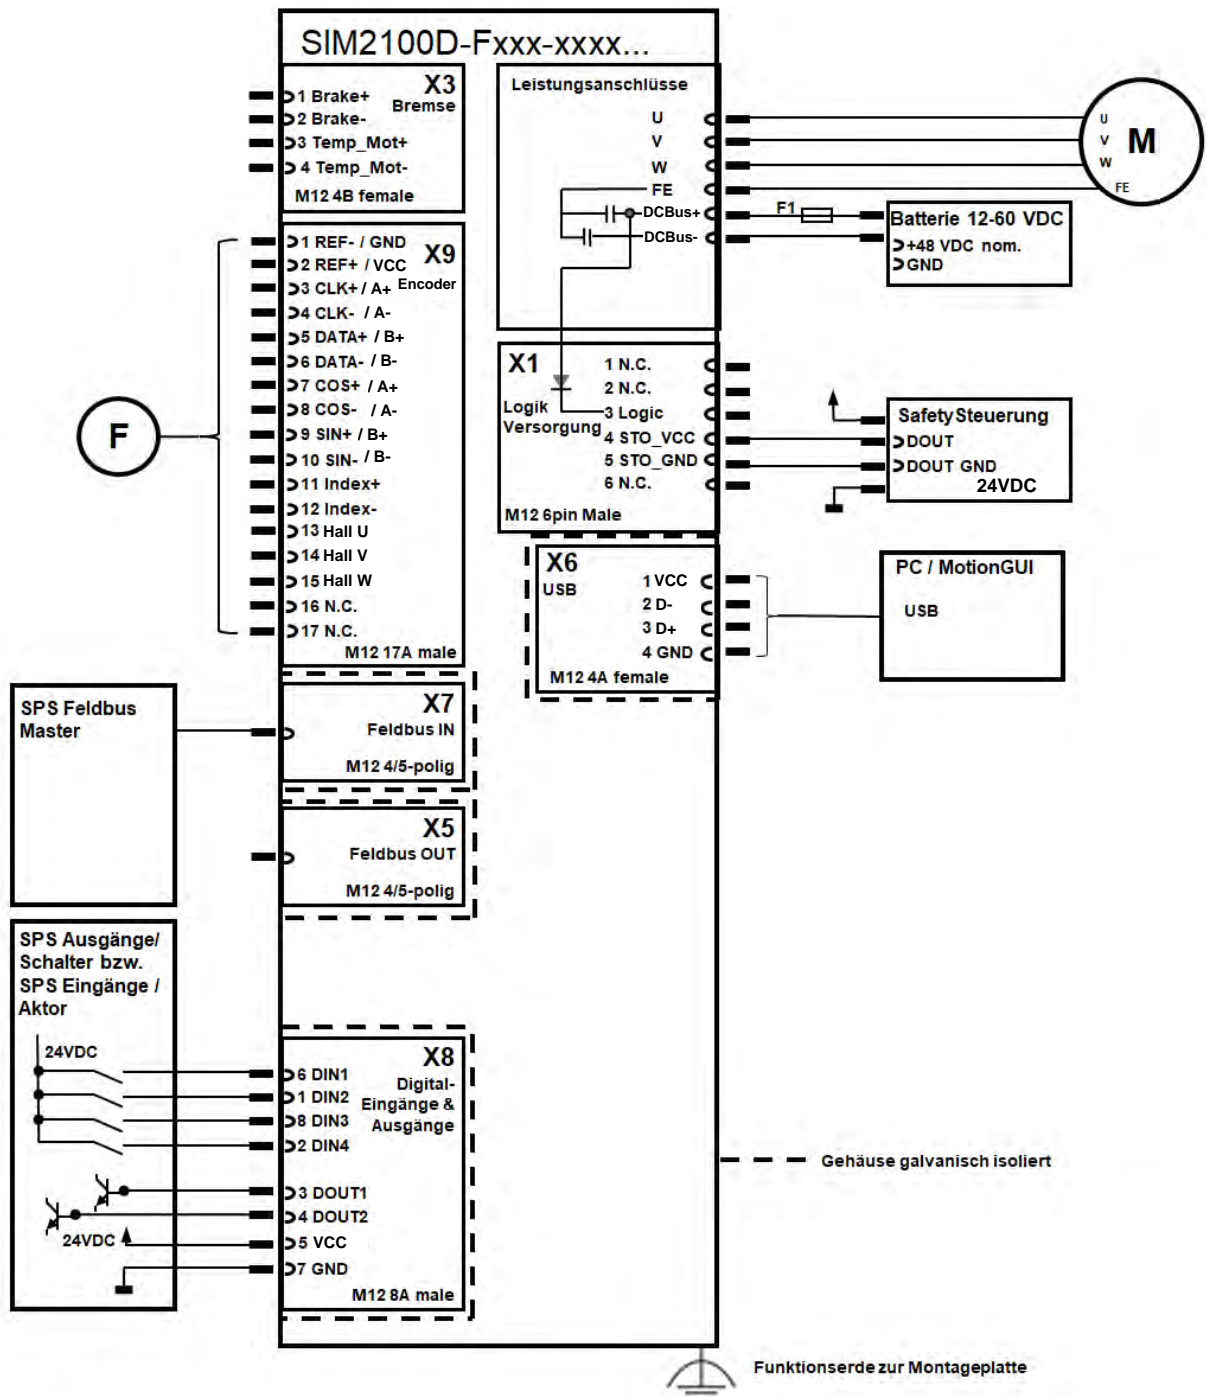 SIM2100D-Fxxx-xxxx...
X3
Bremse
1 Brake+
2 Brake-
3 Temp_Mot+
4 Temp_Mot-
M12 4B female
X9
Encoder
1 REF- / GND
2 REF+ / VCC
3 CLK+ / A+
4 CLK- / A-
5 DATA+ / B+
6 DATA- / B-
7 COS+ / A+
8 COS- / A-
9 SIN+ / B+
10 SIN- / B-
11 Index+
12 Index-
13 Hall U
14 Hall V
15 Hall W
16 N.C.
17 N.C.
M12 17A male
F
Leistungsanschlüsse
U
V
W
FE
DCBus+
DCBus-
U
V
W
FE
M
F1
Batterie 12-60 VDC
+48 VDC nom.
GND
X1
Logik
Versorgung
1 N.C.
2 N.C.
3 Logic
4 STO_VCC
5 STO_GND
6 N.C.
M12 6pin Male
Safety Steuerung
DOUT
DOUT GND
24VDC
X6
USB
1 VCC
2 D-
3 D+
4 GND
M12 4A female
PC / MotionGUI
USB
SPS Feldbus
Master
X7
Feldbus IN
M12 4/5-polig
X5
Feldbus OUT
M12 4/5-polig
SPS Ausgänge/
Schalter bzw.
SPS Eingänge /
Aktor
24VDC
24VDC
X8
Digital-
Eingänge &
Ausgänge
6 DIN1
1 DIN2
8 DIN3
2 DIN4
3 DOUT1
4 DOUT2
5 VCC
7 GND
M12 8A male
Gehäuse galvanisch isoliert
Funktionserde zur Montageplatte